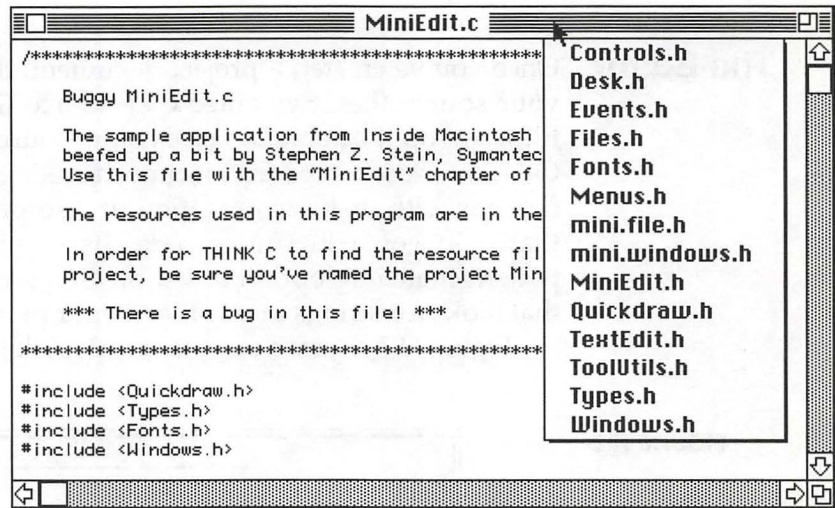 MiniEdit.c
/**************************************************
Buggy MiniEdit.c
The sample application from Inside Macintosh
beefed up a bit by Stephen Z. Stein, Symantec
Use this file with the “MiniEdit” chapter of
The resources used in this program are in the
In order for THINK C to find the resource fil
project, be sure you've named the project Min
*** There is a bug in this file! ***
**************************************************
#include <Quickdraw.h>
#include <Types.h>
#include <Fonts.h>
#include <Windows.h>
Controls.h
Desk.h
Events.h
Files.h
Fonts.h
Menus.h
mini.file.h
mini.windows.h
MiniEdit.h
Quickdraw.h
TextEdit.h
ToolUtils.h
Types.h
Windows.h